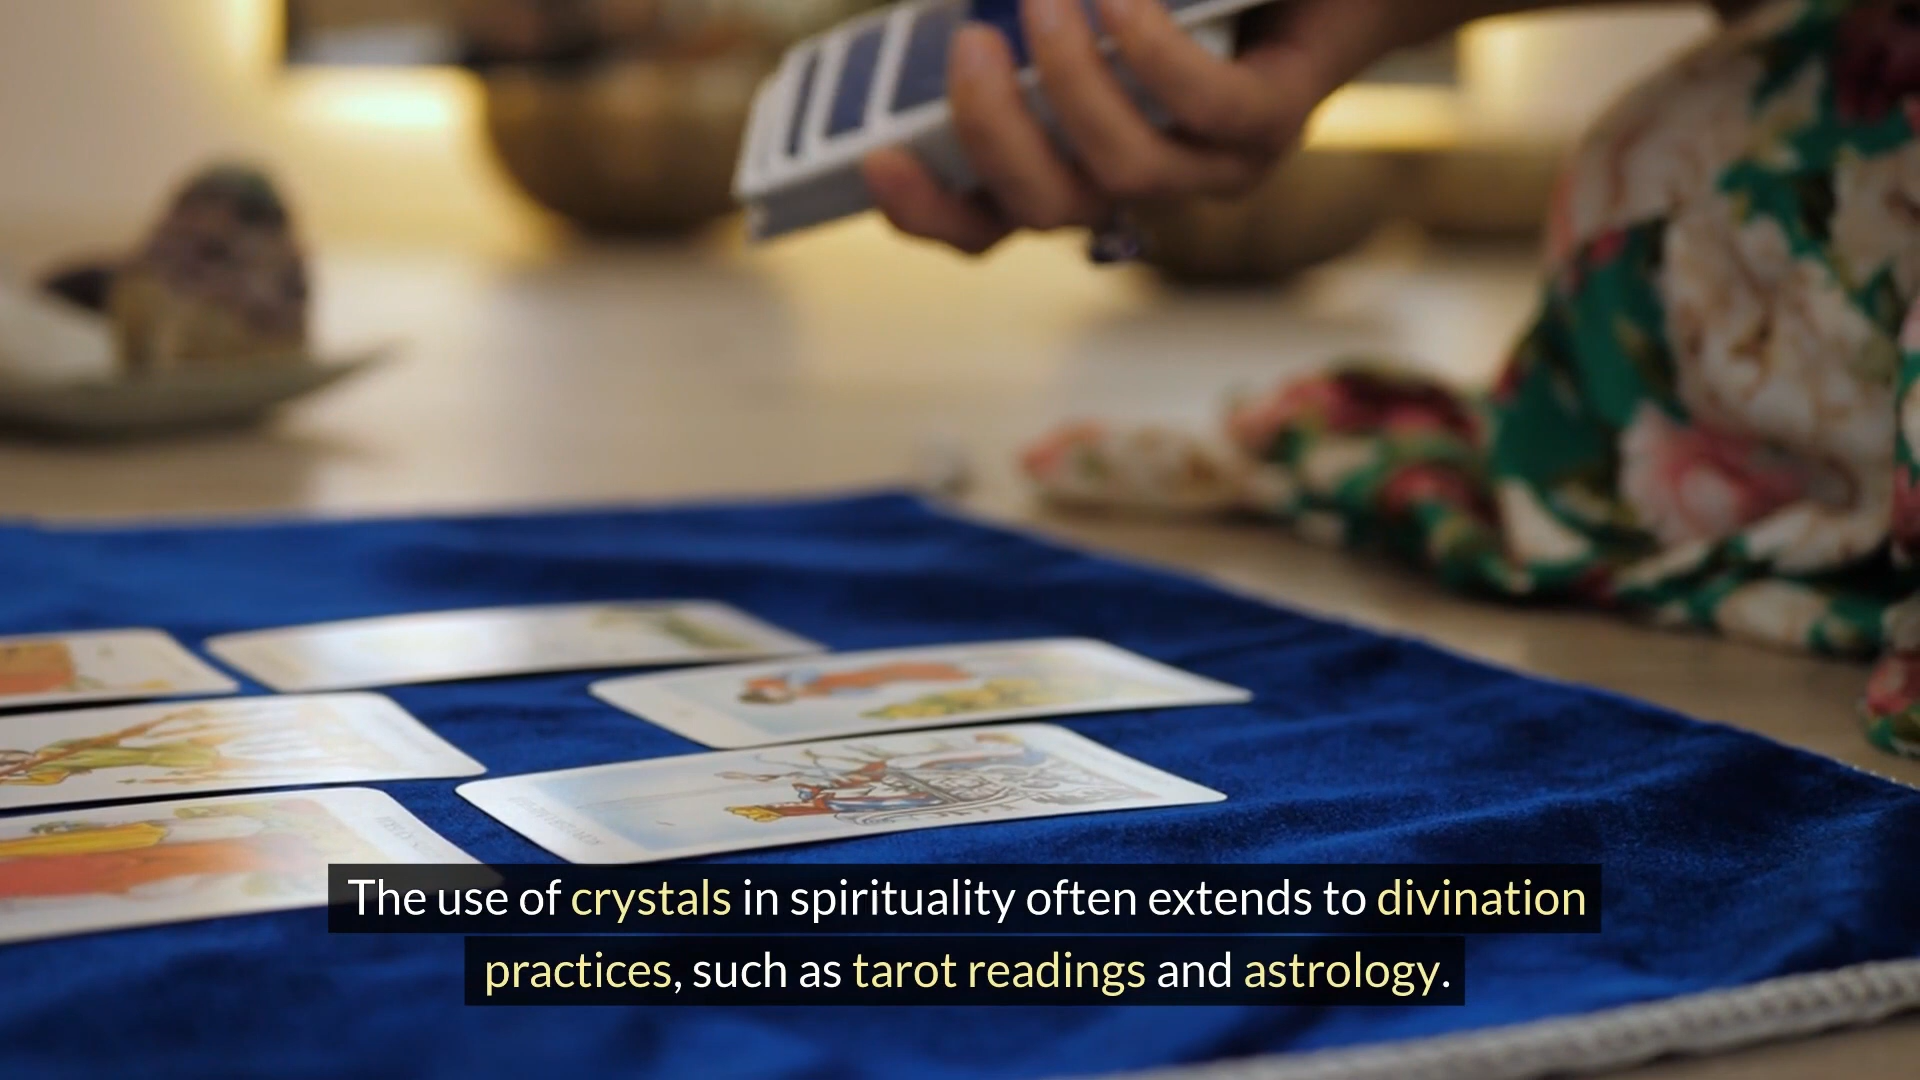 The use of crystals in spirituality often extends to divination
practices, such as tarot readings and astrology.